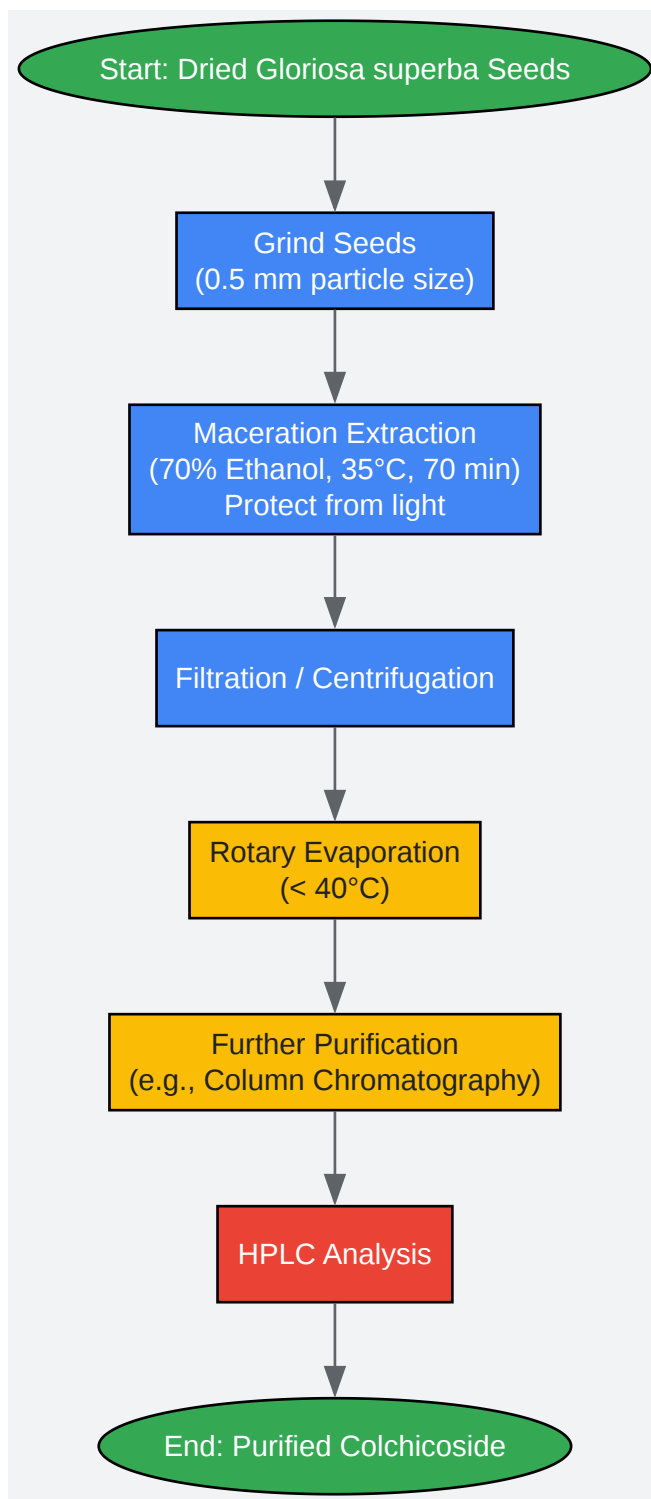 Start: Dried Gloriosa superba Seeds
Grind Seeds
(0.5 mm particle size)
Maceration Extraction
(70% Ethanol, 35°C, 70 min)
Protect from light
Filtration / Centrifugation
Rotary Evaporation
(< 40°C)
Further Purification
(e.g., Column Chromatography)
HPLC Analysis
End: Purified Colchicoside